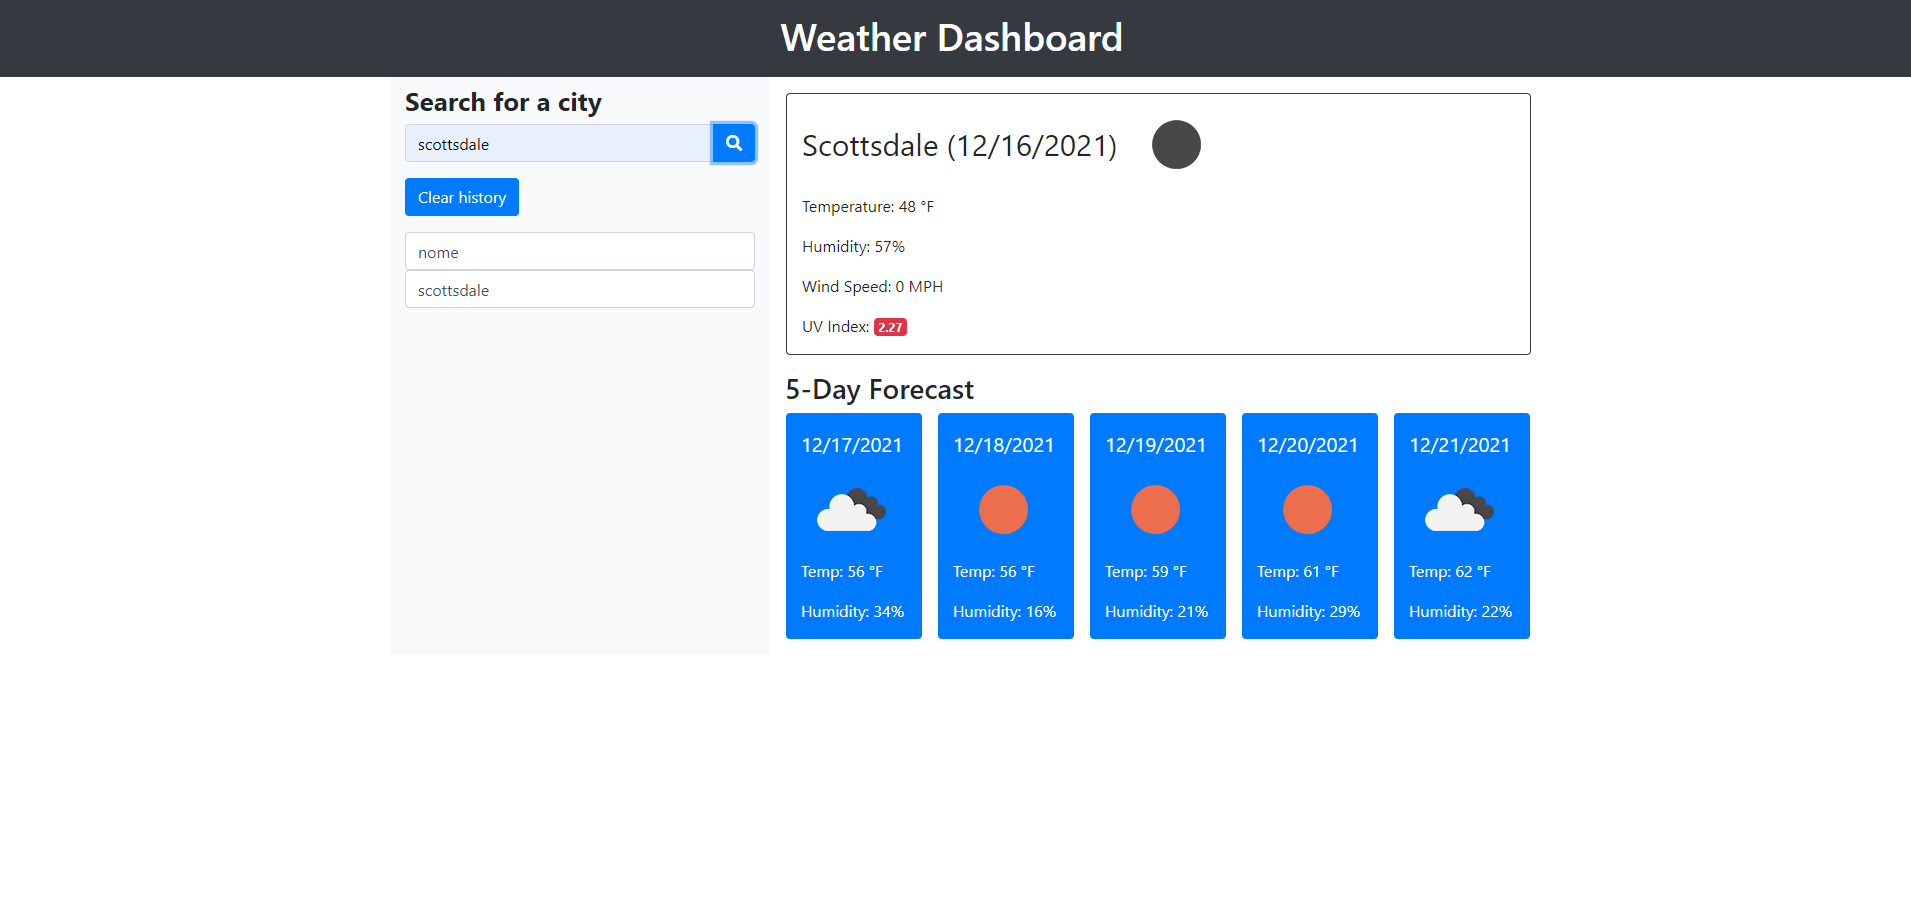 Weather Dashboard
Search for a city
scottsdale
Clear history
nome
scottsdale
Scottsdale (12/16/2021)
Temperature: 48 °F
Humidity: 57%
Wind Speed: 0 MPH
UV Index: 2.27
5-Day Forecast
12/17/2021
Temp: 56 °F
Humidity: 34%
12/18/2021
Temp: 56 °F
Humidity: 16%
12/19/2021
Temp: 59 °F
Humidity: 21%
12/20/2021
Temp: 61 °F
Humidity: 29%
12/21/2021
Temp: 62 °F
Humidity: 22%